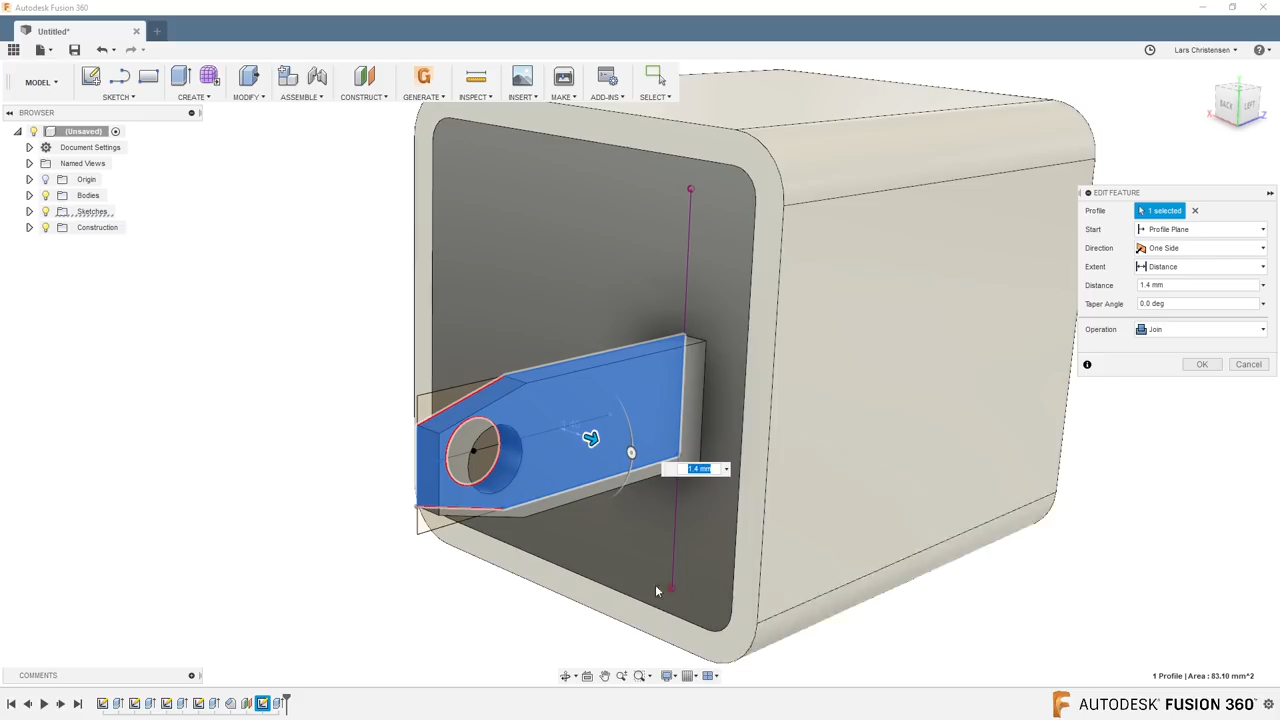 Autodesk Fusion 360
Untitled*
Lars Christensen
MODEL
SKETCH
CREATE
MODIFY
ASSEMBLE
CONSTRUCT
GENERATE
INSPECT
INSERT
MAKE
ADD-INS
SELECT
BROWSER
(Unsaved)
Document Settings
Named Views
Origin
Bodies
Sketches
Construction
BACK
LEFT
X
Y
Z
EDIT FEATURE
Profile 1 selected
Start Profile Plane
Direction One Side
Extent Distance
Distance 1.4 mm
Taper Angle 0.0 deg
Operation Join
OK Cancel
1.4 mm
COMMENTS
1 Profile | Area : 83.10 mm^2
AUTODESK FUSION 360™